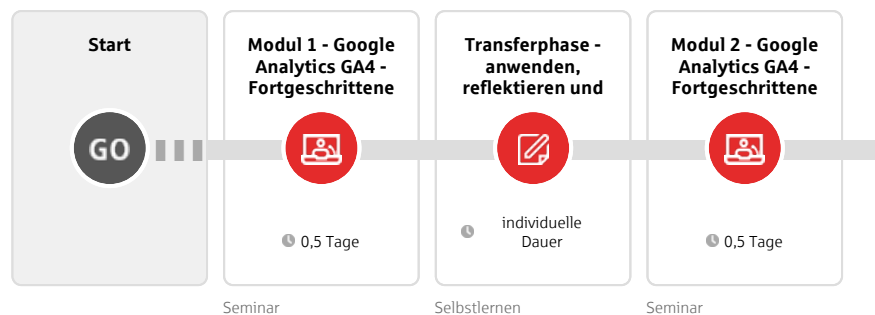 Start
GO
Modul 1 - Google
Analytics GA4 -
Fortgeschrittene
0,5 Tage
Seminar
Transferphase -
anwenden,
reflektieren und
individuelle
Dauer
Selbstlernen
Modul 2 - Google
Analytics GA4 -
Fortgeschrittene
0,5 Tage
Seminar